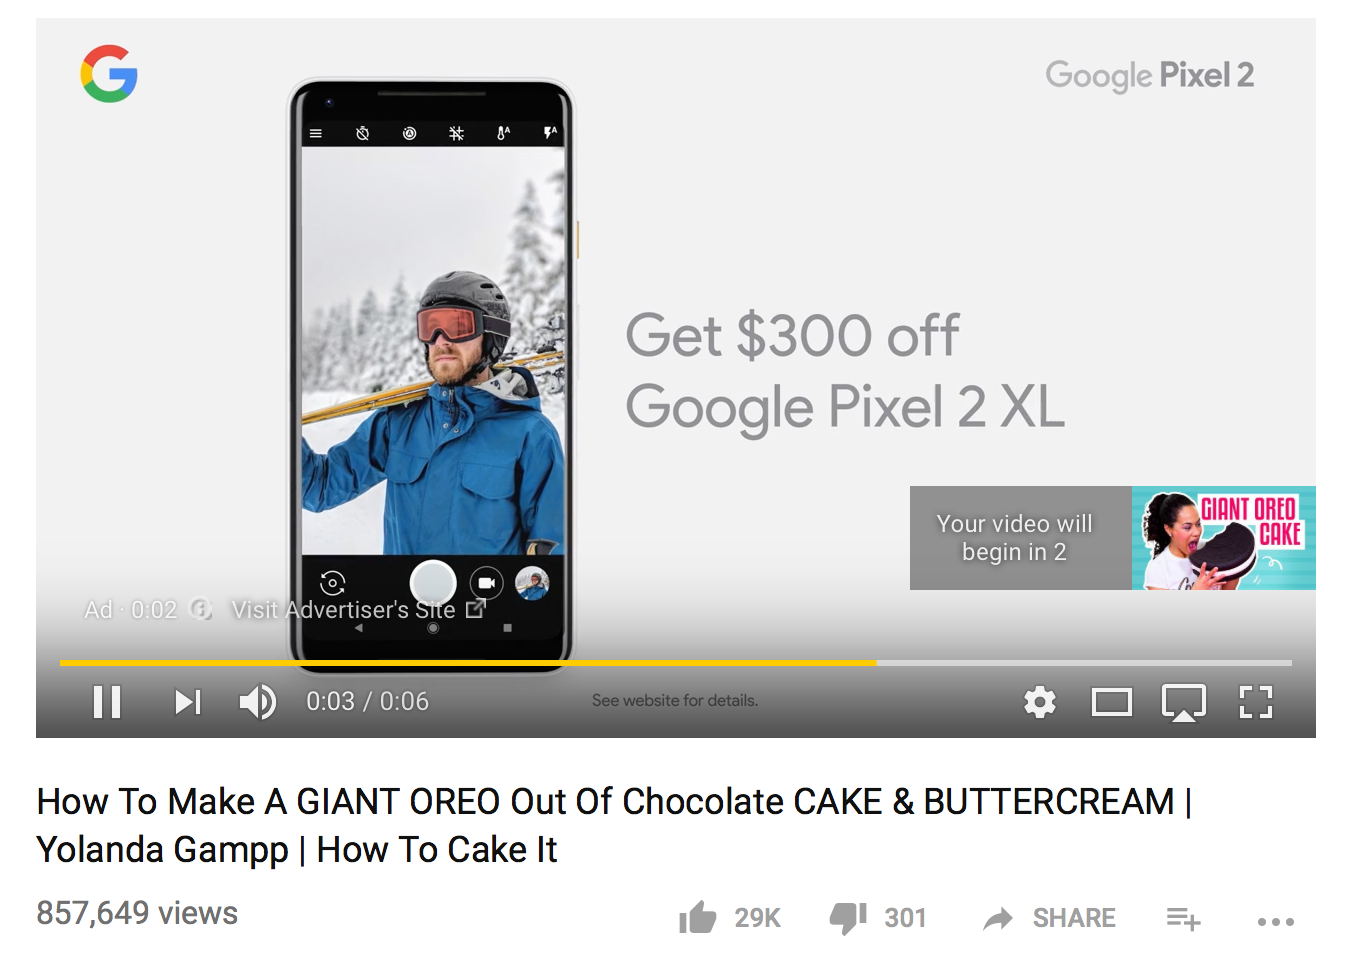 Google Pixel 2
Get $300 off
Google Pixel 2 XL
Your video will
begin in 2
GIANT OREO
CAKE
Ad · 0:02 Visit Advertiser's Site
0:03 / 0:06
See website for details.
How To Make A GIANT OREO Out Of Chocolate CAKE & BUTTERCREAM |
Yolanda Gampp | How To Cake It
857,649 views
29K
301
SHARE